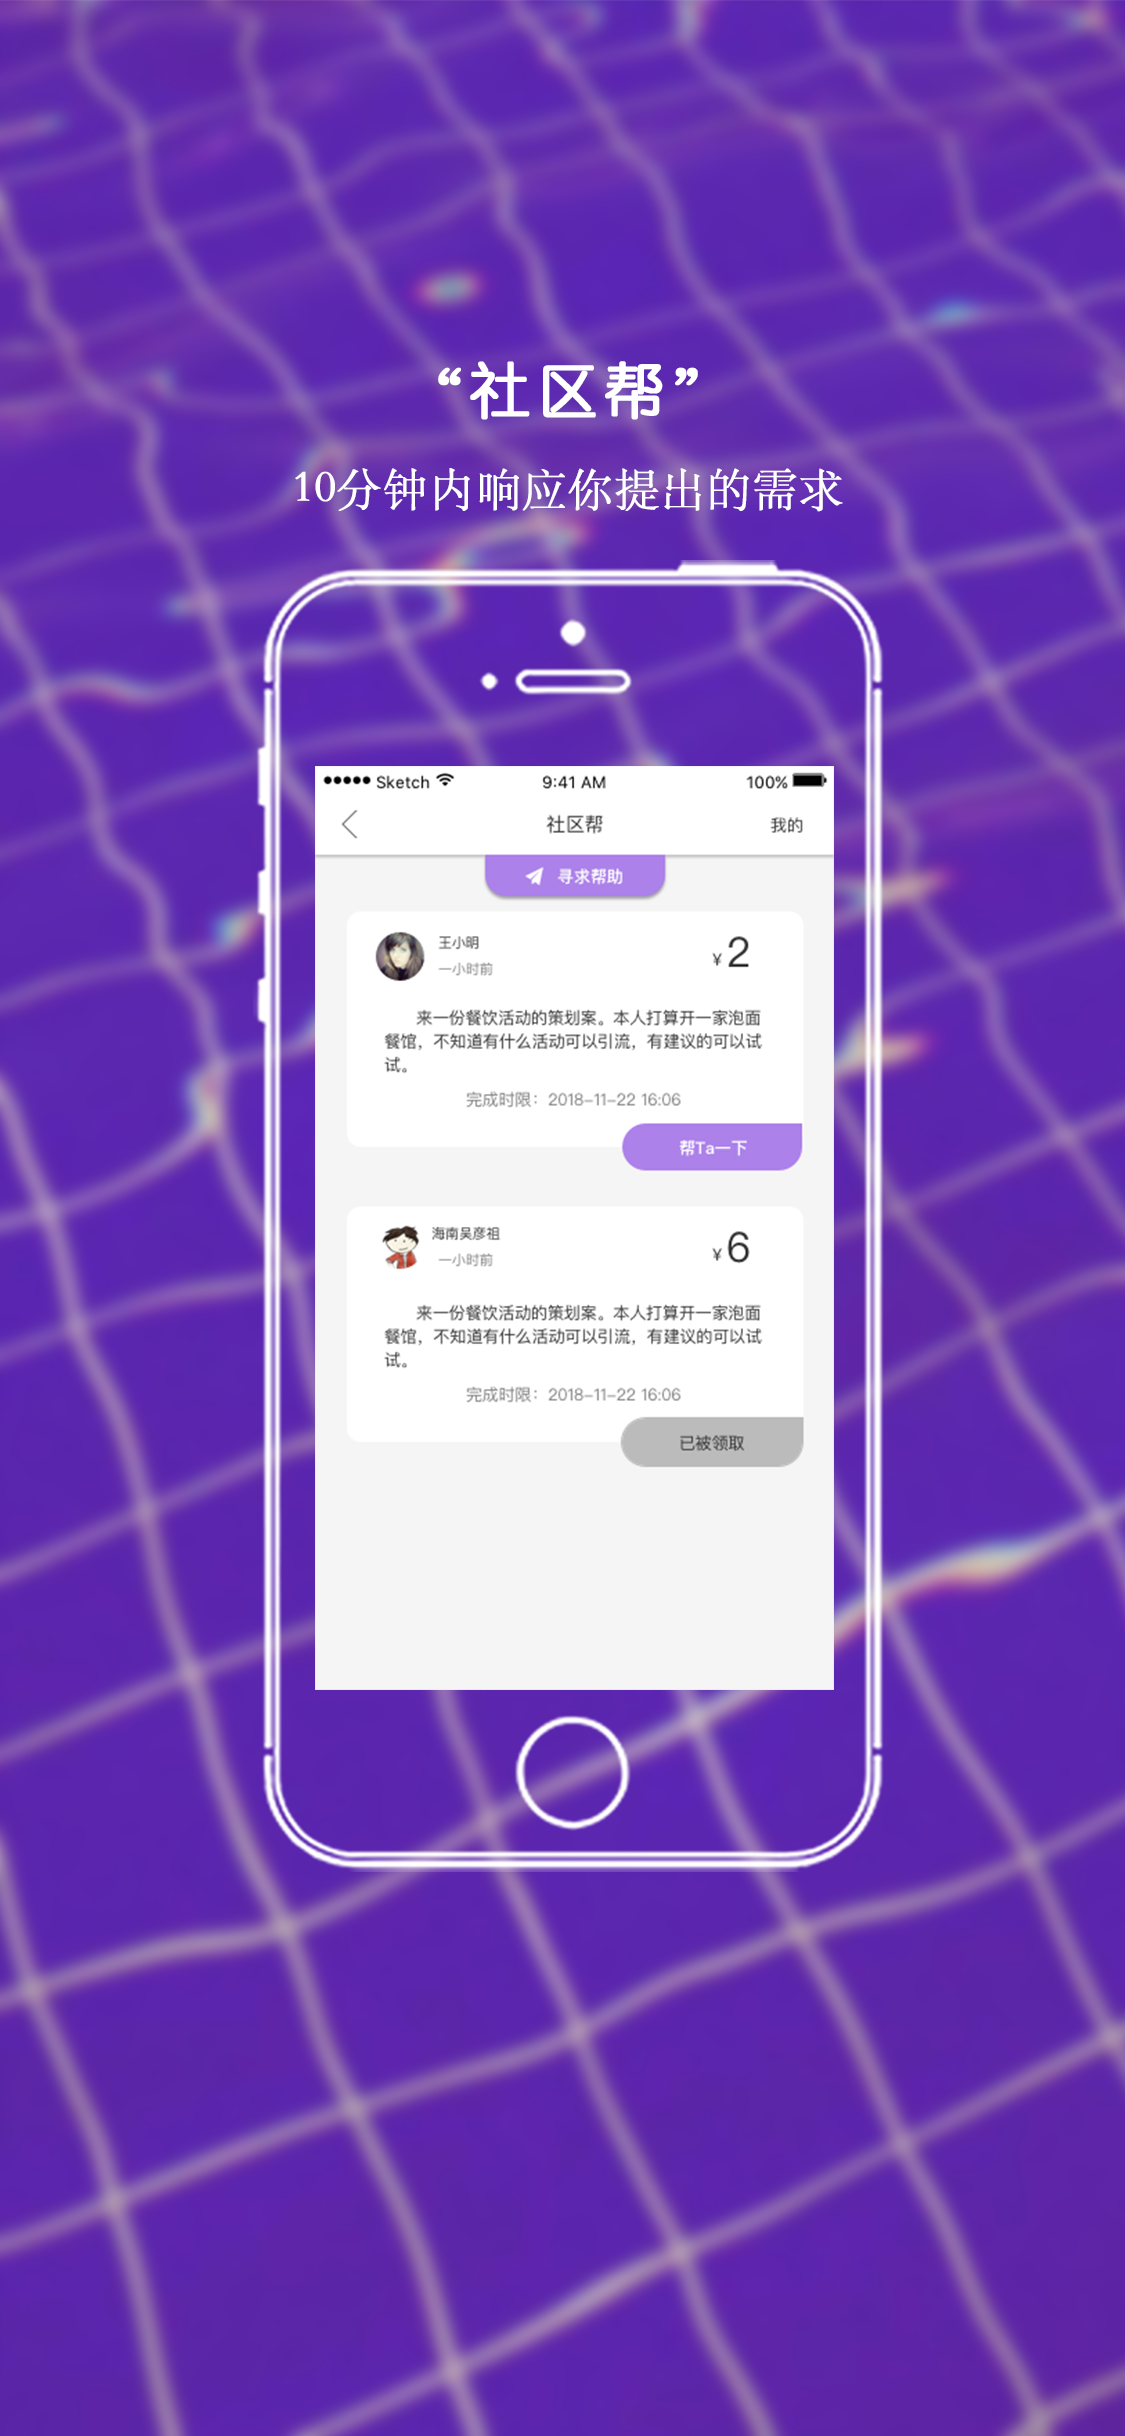 “社区帮”
10分钟内响应你提出的需求
Sketch 9:41 AM 100%
社区帮 我的
寻求帮助
王小明
一小时前
¥ 2
来一份餐饮活动的策划案。本人打算开一家泡面
餐馆，不知道有什么活动可以引流，有建议的可以试
试。
完成时限：2018-11-22 16:06
帮Ta一下
海南吴彦祖
一小时前
¥ 6
来一份餐饮活动的策划案。本人打算开一家泡面
餐馆，不知道有什么活动可以引流，有建议的可以试
试。
完成时限：2018-11-22 16:06
已被领取